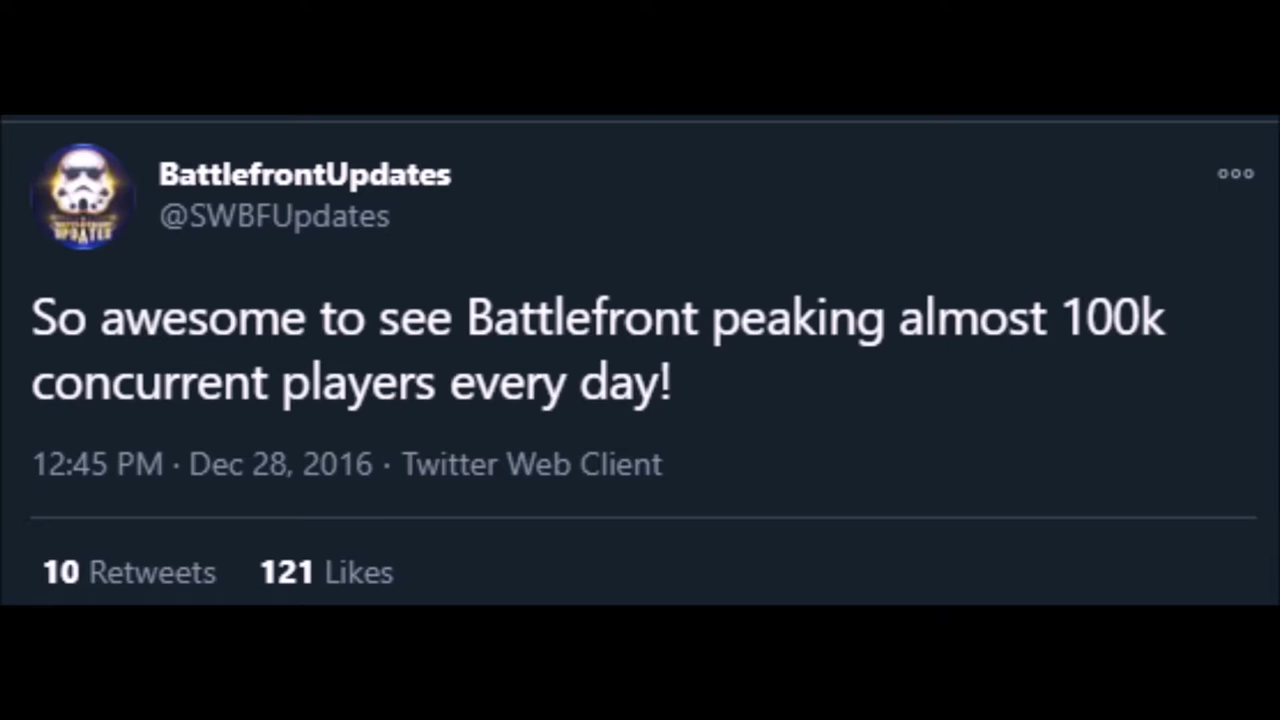 BattlefrontUpdates
@SWBFUpdates
So awesome to see Battlefront peaking almost 100k
concurrent players every day!
12:45 PM · Dec 28, 2016 · Twitter Web Client
10 Retweets 121 Likes